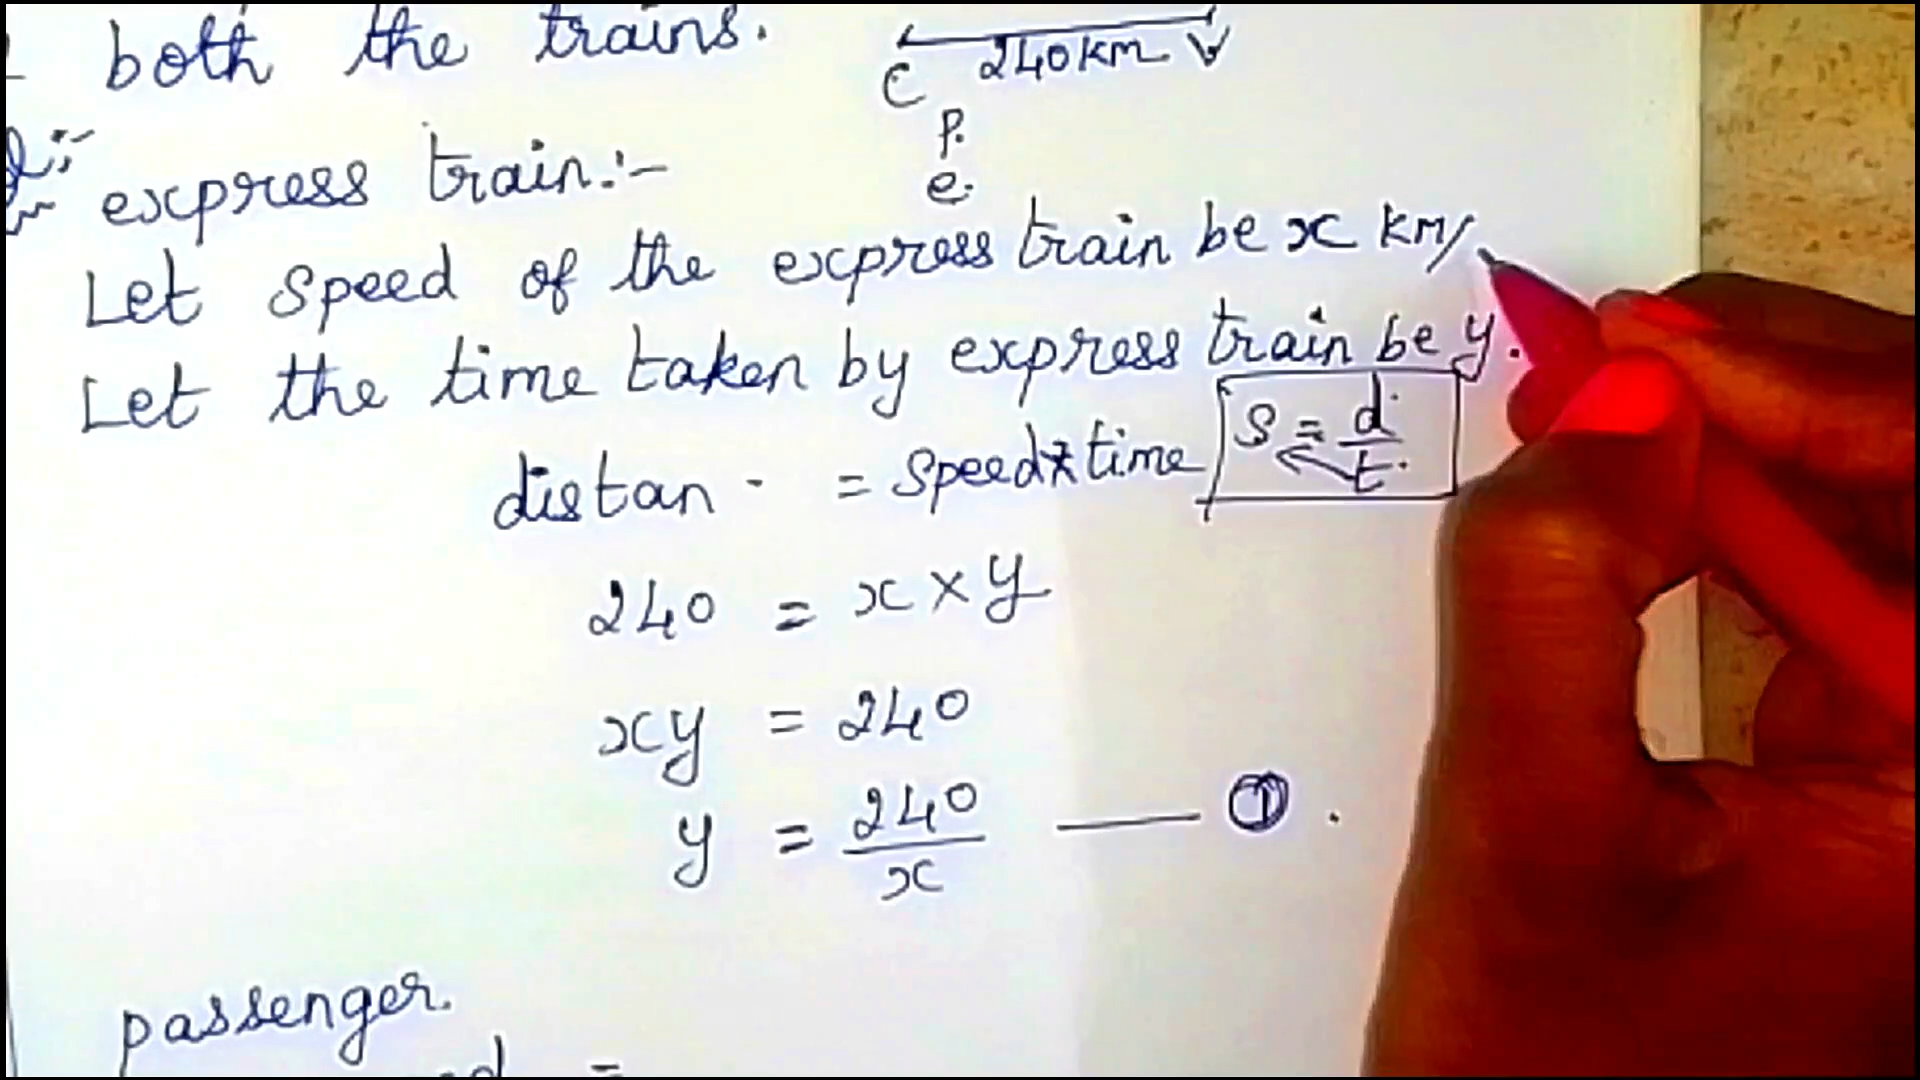 both the trains.
240KM
C V
p.
e.
express train:-
Let speed of the express train be x KM/
Let the time taken by express train be y.
distan = speed × time
S = d/t
240 = x × y
xy = 240
y = 240/x —— ①.
passenger.